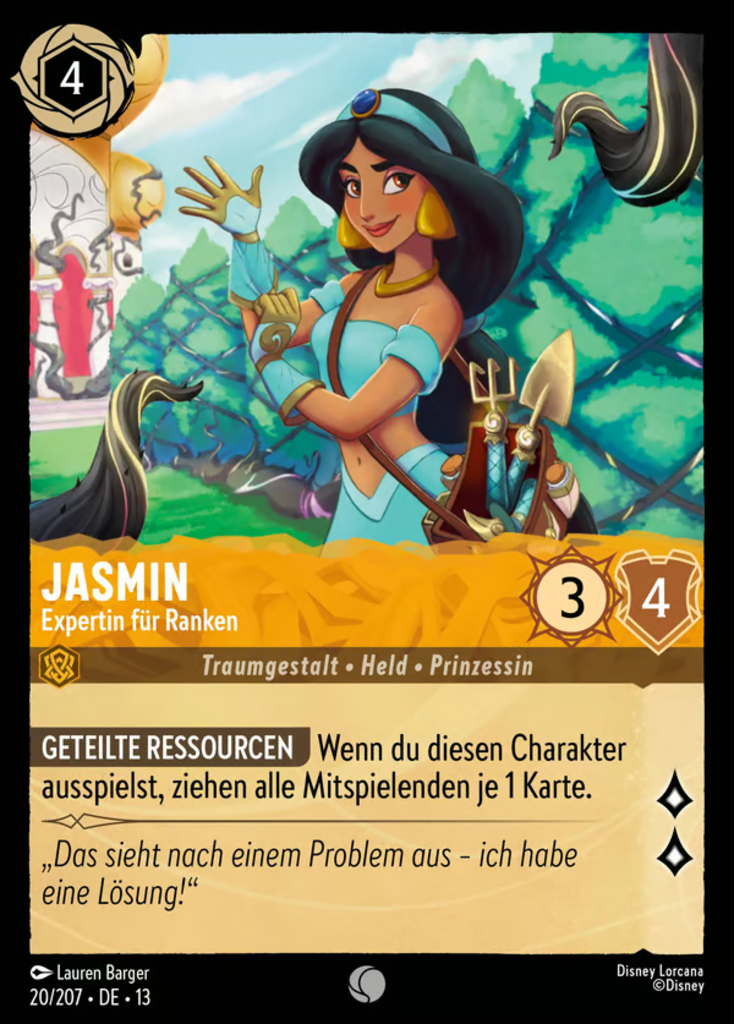 4
JASMIN
Expertin für Ranken
3
4
Traumgestalt • Held • Prinzessin
GETEILTE RESSOURCEN Wenn du diesen Charakter
ausspielst, ziehen alle Mitspielenden je 1 Karte.
„Das sieht nach einem Problem aus – ich habe
eine Lösung!“
Lauren Barger
20/207 • DE • 13
Disney Lorcana
©Disney